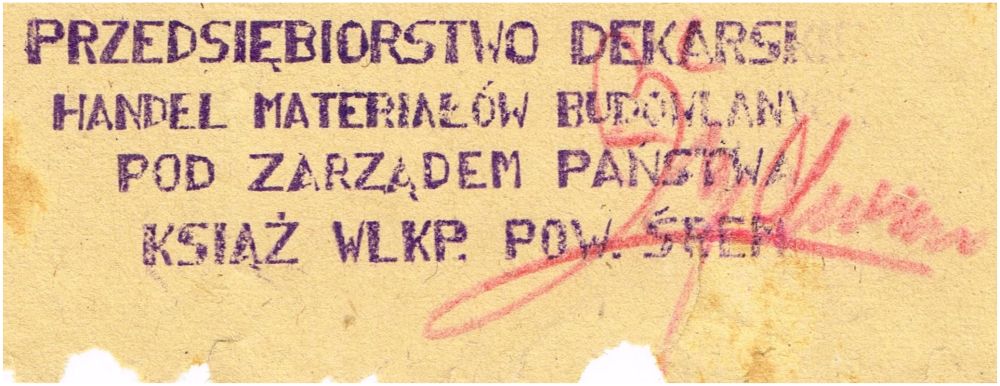 PRZEDSIĘBIORSTWO DEKARSKIE
HANDEL MATERIAŁÓW BUDOWLANYCH
POD ZARZĄDEM PAŃSTWA
KSIĄŻ WLKP. POW. ŚREM